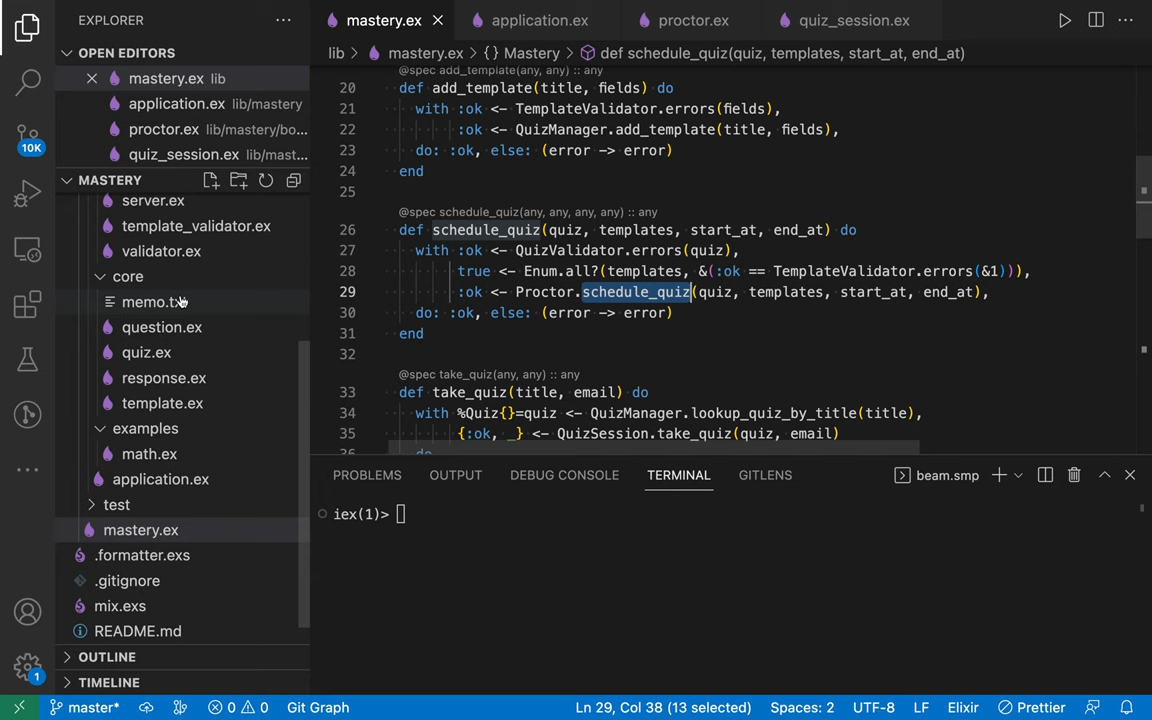 EXPLORER
OPEN EDITORS
mastery.ex lib
application.ex lib/mastery
proctor.ex lib/mastery/bo...
quiz_session.ex lib/mast...
10K
MASTERY
server.ex
template_validator.ex
validator.ex
core
question.ex
quiz.ex
response.ex
template.ex
examples
math.ex
application.ex
test
mastery.ex
.formatter.exs
.gitignore
mix.exs
README.md
OUTLINE
TIMELINE
1
mastery.ex
application.ex
proctor.ex
quiz_session.ex
lib > mastery.ex > {} Mastery > def schedule_quiz(quiz, templates, start_at, end_at)
@spec add_template(any, any) :: any
20 def add_template(title, fields) do
21 with :ok <- TemplateValidator.errors(fields),
22 :ok <- QuizManager.add_template(title, fields),
23 do: :ok, else: (error -> error)
24 end
25
@spec schedule_quiz(any, any, any, any) :: any
26 def schedule_quiz(quiz, templates, start_at, end_at) do
27 with :ok <- QuizValidator.errors(quiz),
28 true <- Enum.all?(templates, &(:ok == TemplateValidator.errors(&1))),
29 :ok <- Proctor.schedule_quiz(quiz, templates, start_at, end_at),
30 do: :ok, else: (error -> error)
31 end
32
@spec take_quiz(any, any) :: any
33 def take_quiz(title, email) do
34 with %Quiz{}=quiz <- QuizManager.lookup_quiz_by_title(title),
35 {:ok, _} <- QuizSession.take_quiz(quiz, email)
PROBLEMS OUTPUT DEBUG CONSOLE TERMINAL GITLENS
beam.smp
iex(1)>
master* 0 0 Git Graph
Ln 29, Col 38 (13 selected) Spaces: 2 UTF-8 LF Elixir Prettier